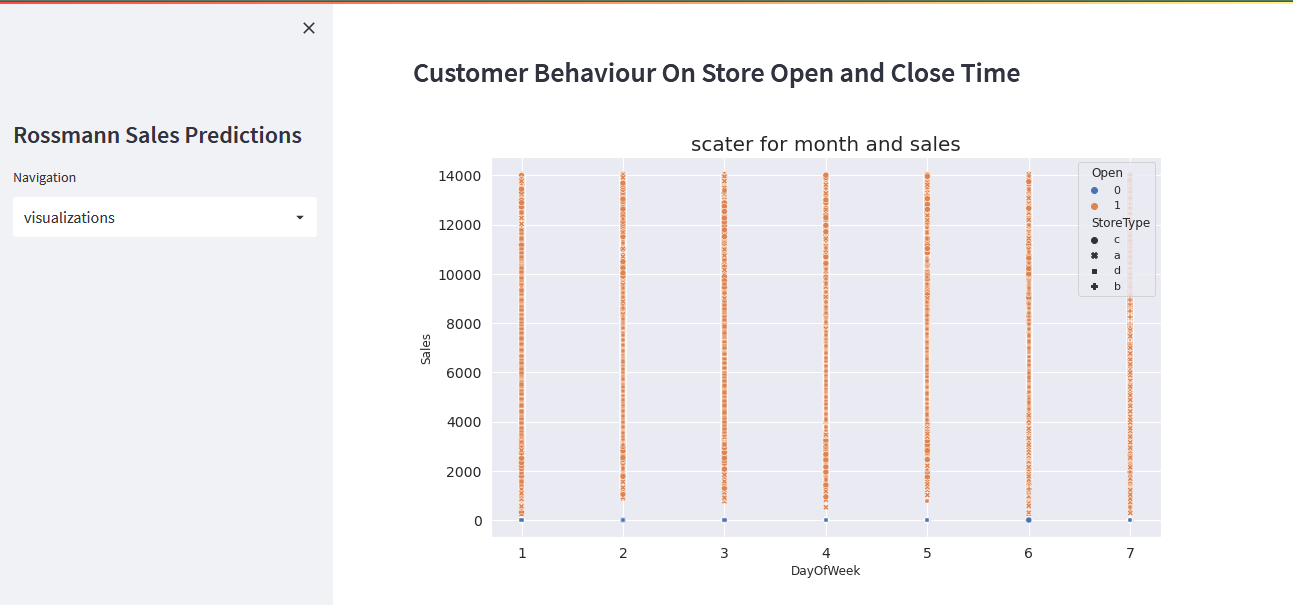 Rossmann Sales Predictions
Navigation
visualizations
Customer Behaviour On Store Open and Close Time
scater for month and sales
Open
0
1
StoreType
c
a
d
b
Sales
14000
12000
10000
8000
6000
4000
2000
0
1 2 3 4 5 6 7
DayOfWeek